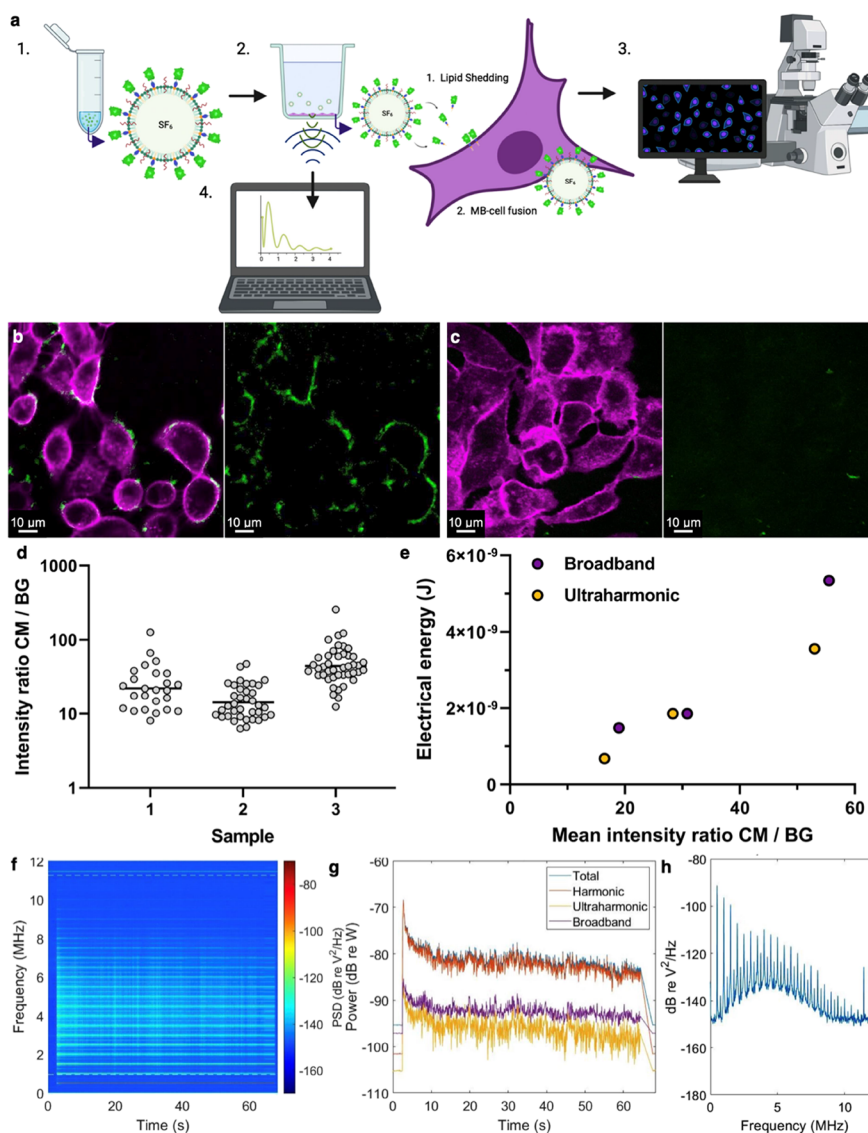 a
1.
2.
3.
SF6
1. Lipid Shedding
SF6
SF6
2. MB-cell fusion
4.
0 1 2 3 4
b
c
10 µm
10 µm
10 µm
10 µm
d
1000
100
10
1
Intensity ratio CM / BG
1 2 3
Sample
e
6×10-9
4×10-9
2×10-9
0
Electrical energy (J)
Broadband
Ultraharmonic
0 20 40 60
Mean intensity ratio CM / BG
f
12
10
8
6
4
2
0
Frequency (MHz)
0 20 40 60
Time (s)
-80
-100
-120
-140
-160
PSD (dB re V2/Hz)
g
-60
-70
-80
-90
-100
-110
Power (dB re W)
Total
Harmonic
Ultraharmonic
Broadband
0 10 20 30 40 50 60
Time (s)
h
-80
-100
-120
-140
-160
-180
dB re V2/Hz
0 5 10
Frequency (MHz)